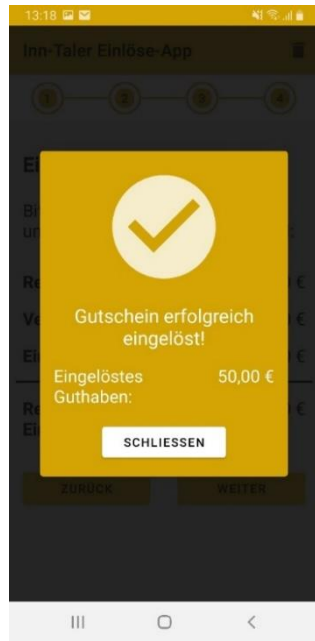 13:18
Inn-Taler Einlöse-App
1 2 3 4
Gutschein erfolgreich
eingelöst!
Eingelöstes 50,00 €
Guthaben:
SCHLIESSEN
ZURÜCK WEITER